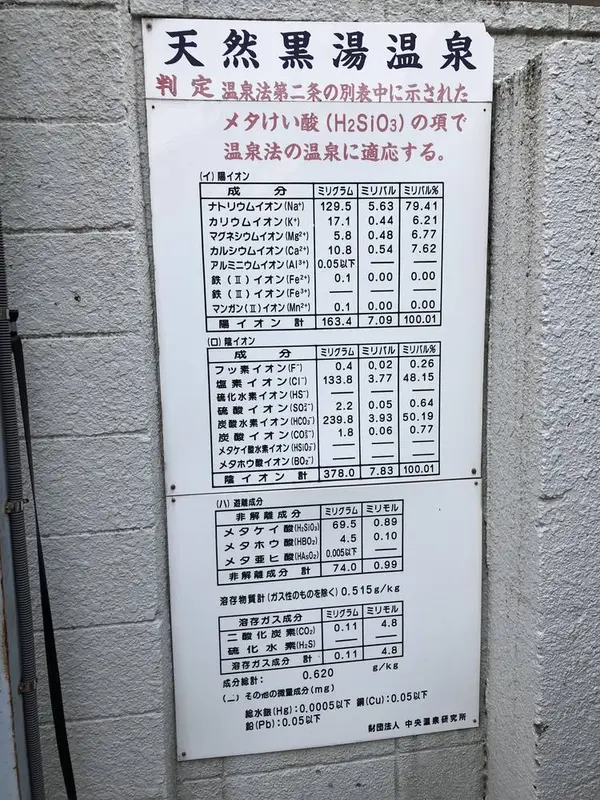 天然黒湯温泉
判定 温泉法第二条の別表中に示された
メタけい酸(H₂SiO₃)の項で
温泉法の温泉に適応する。
(イ)陽イオン
成分 ミリグラム ミリバル ミリバル%
ナトリウムイオン(Na⁺) 129.5 5.63 79.41
カリウムイオン(K⁺) 17.1 0.44 6.21
マグネシウムイオン(Mg²⁺) 5.8 0.48 6.77
カルシウムイオン(Ca²⁺) 10.8 0.54 7.62
アルミニウムイオン(Al³⁺) 0.05以下 — —
鉄(Ⅱ)イオン(Fe²⁺) 0.1 0.00 0.00
鉄(Ⅲ)イオン(Fe³⁺) — — —
マンガン(Ⅱ)イオン(Mn²⁺) 0.1 0.00 0.00
陽イオン計 163.4 7.09 100.01
(ロ)陰イオン
成分 ミリグラム ミリバル ミリバル%
フッ素イオン(F⁻) 0.4 0.02 0.26
塩素イオン(Cl⁻) 133.8 3.77 48.15
硫化水素イオン(HS⁻) — — —
硫酸イオン(SO₄²⁻) 2.2 0.05 0.64
炭酸水素イオン(HCO₃⁻) 239.8 3.93 50.19
炭酸イオン(CO₃²⁻) 1.8 0.06 0.77
メタケイ酸水素イオン(HSiO₃⁻) — — —
メタホウ酸イオン(BO₂⁻) — — —
陰イオン計 378.0 7.83 100.01
(ハ)遊離成分
非解離成分 ミリグラム ミリモル
メタケイ酸(H₂SiO₃) 69.5 0.89
メタホウ酸(HBO₂) 4.5 0.10
メタ亜ヒ酸(HAsO₂) 0.005以下 —
非解離成分計 74.0 0.99
溶存物質計(ガス性のものを除く)0.515g/kg
溶存ガス成分 ミリグラム ミリモル
二酸化炭素(CO₂) 0.11 4.8
硫化水素(H₂S) — —
溶存ガス成分計 0.11 4.8
成分総計: 0.620 g/kg
(二)その他の微量成分(mg)
総水銀(Hg):0.0005以下 銅(Cu):0.05以下
鉛(Pb):0.05以下
財団法人 中央温泉研究所